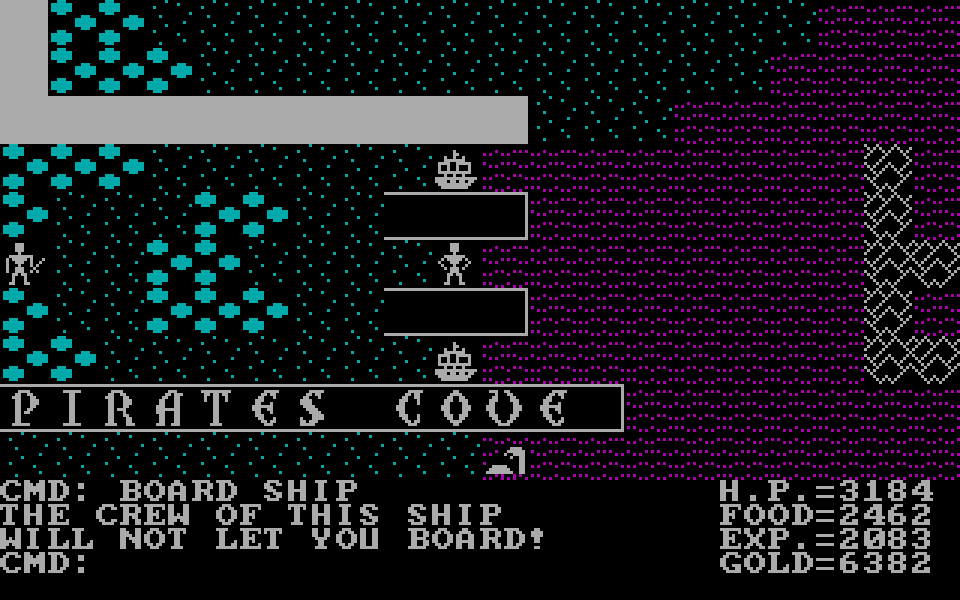 PIRATES COVE
CMD: BOARD SHIP
THE CREW OF THIS SHIP
WILL NOT LET YOU BOARD!
CMD:
H.P.=3184
FOOD=2462
EXP.=2083
GOLD=6382